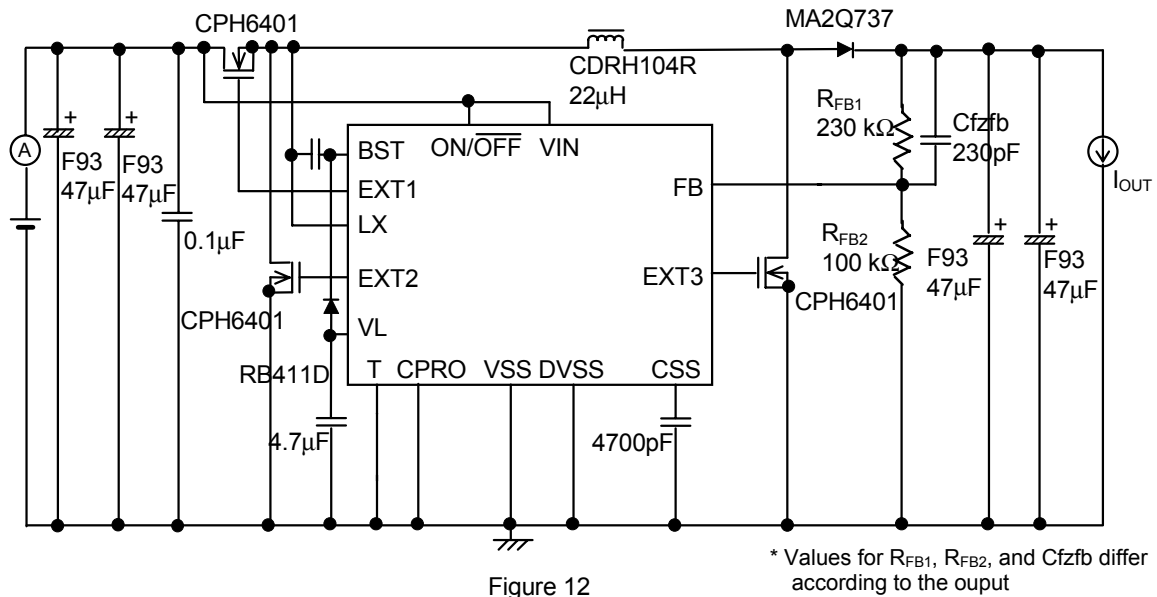 MA2Q737
CPH6401
CDRH104R
22μH
RFB1
230 kΩ
Cfzfb
230pF
A
+
F93
47μF
+
F93
47μF
0.1μF
BST
ON/OFF
VIN
EXT1
LX
FB
IOUT
RFB2
100 kΩ
EXT2
EXT3
CPH6401
CPH6401
+
F93
47μF
+
F93
47μF
VL
RB411D
T
CPRO
VSS
DVSS
CSS
4.7μF
4700pF
* Values for RFB1, RFB2, and Cfzfb differ
according to the ouput
Figure 12